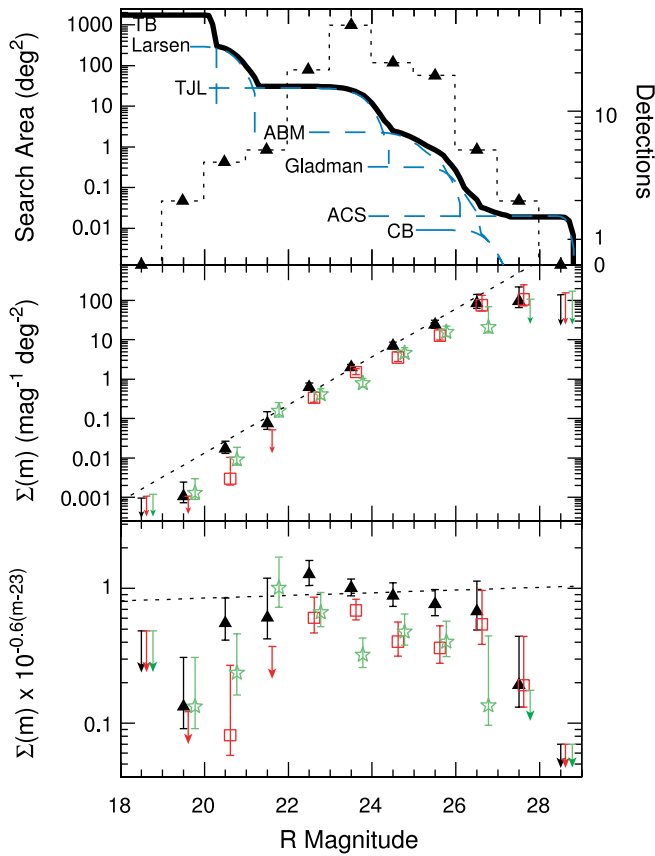 TB
Larsen
TJL
ABM
Gladman
ACS
CB
Search Area (deg²)
1000
100
10
1
0.1
0.01
Detections
10
1
0
Σ(m) (mag⁻¹ deg⁻²)
100
10
1
0.1
0.01
0.001
Σ(m) x 10⁻⁰·⁶⁽ᵐ⁻²³⁾
1
0.1
18 20 22 24 26 28
R Magnitude